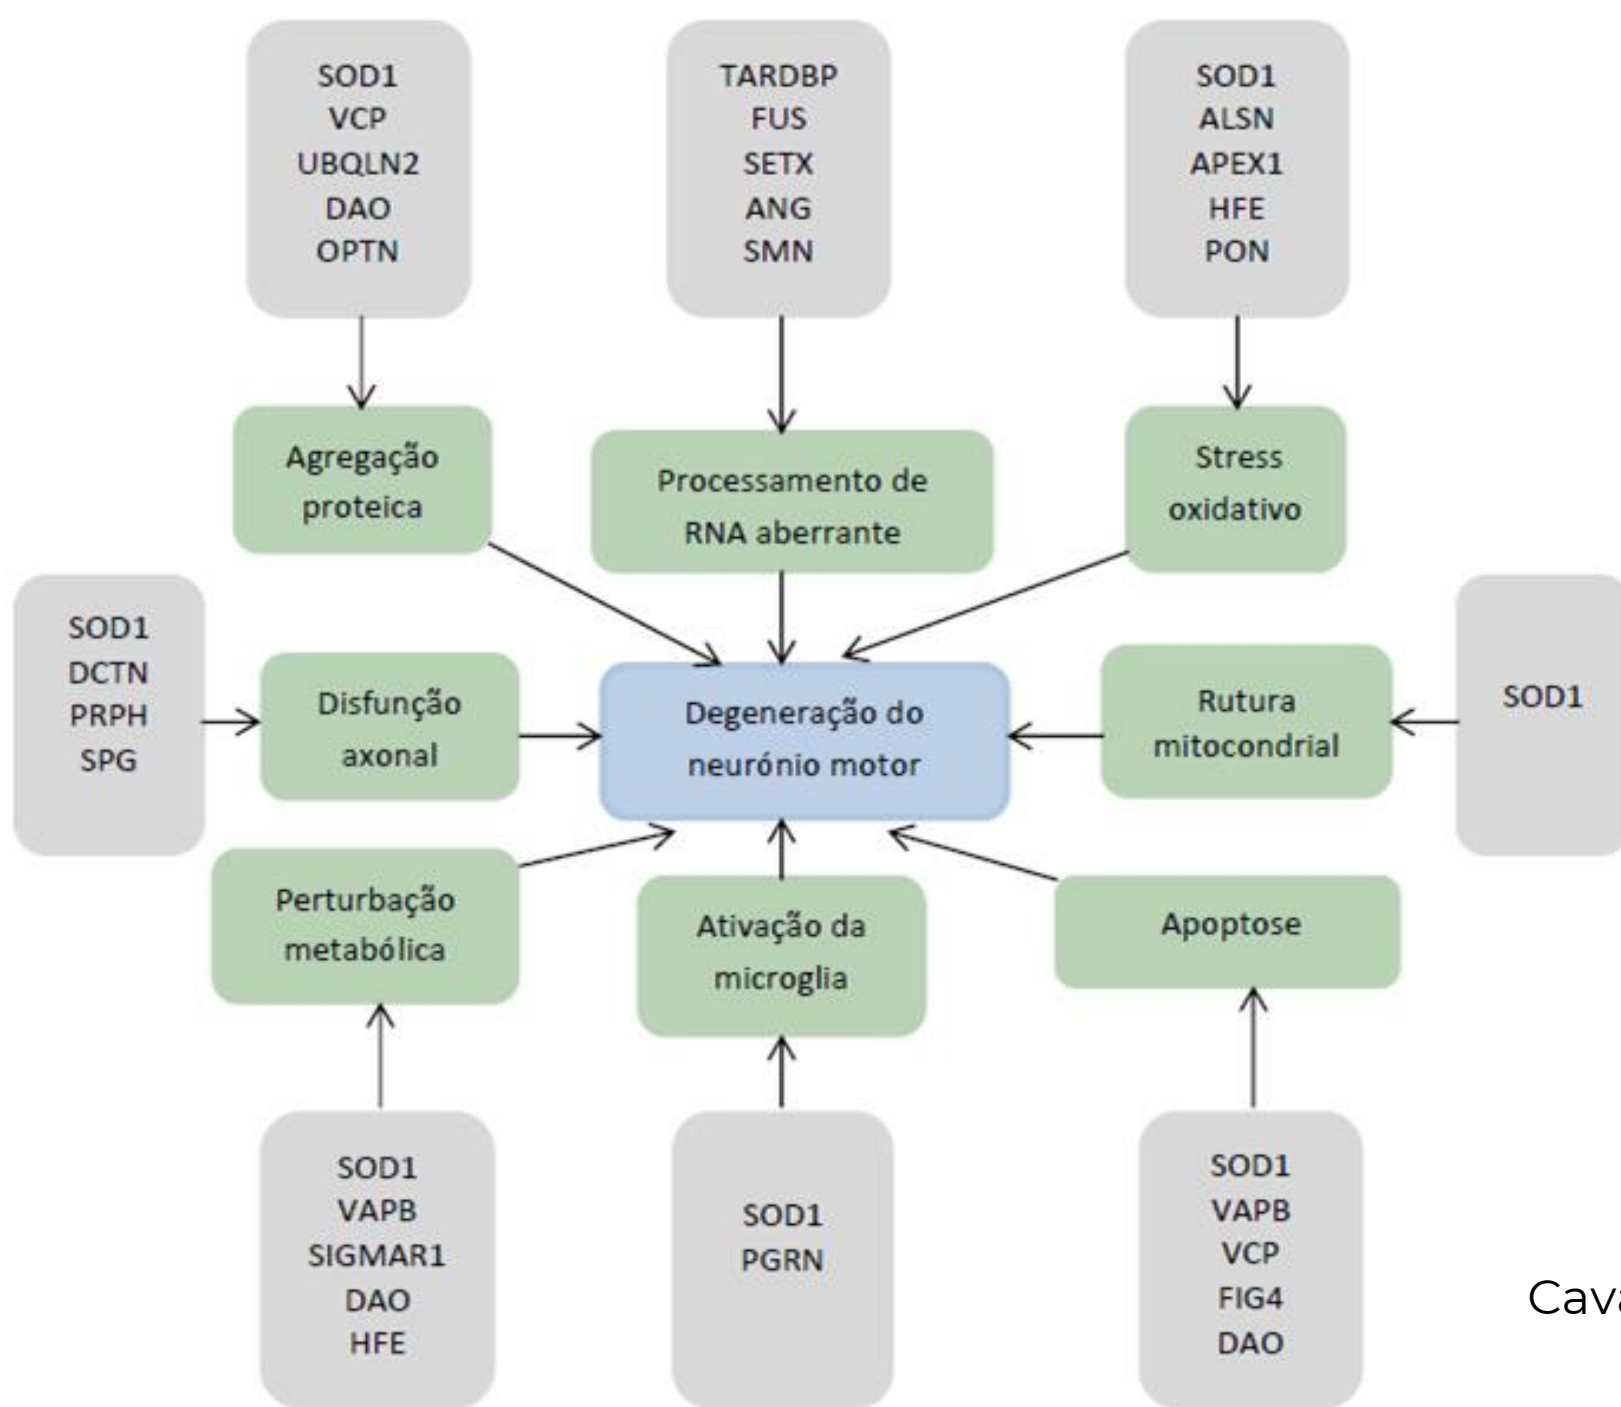 SOD1
VCP
UBQLN2
DAO
OPTN
TARDBP
FUS
SETX
ANG
SMN
SOD1
ALSN
APEX1
HFE
PON
Agregação
proteica
Processamento de
RNA aberrante
Stress
oxidativo
SOD1
DCTN
PRPH
SPG
Disfunção
axonal
Degeneração do
neurónio motor
Rutura
mitocondrial
SOD1
Perturbação
metabólica
Ativação da
microglia
Apoptose
SOD1
VAPB
SIGMAR1
DAO
HFE
SOD1
PGRN
SOD1
VAPB
VCP
FIG4
DAO